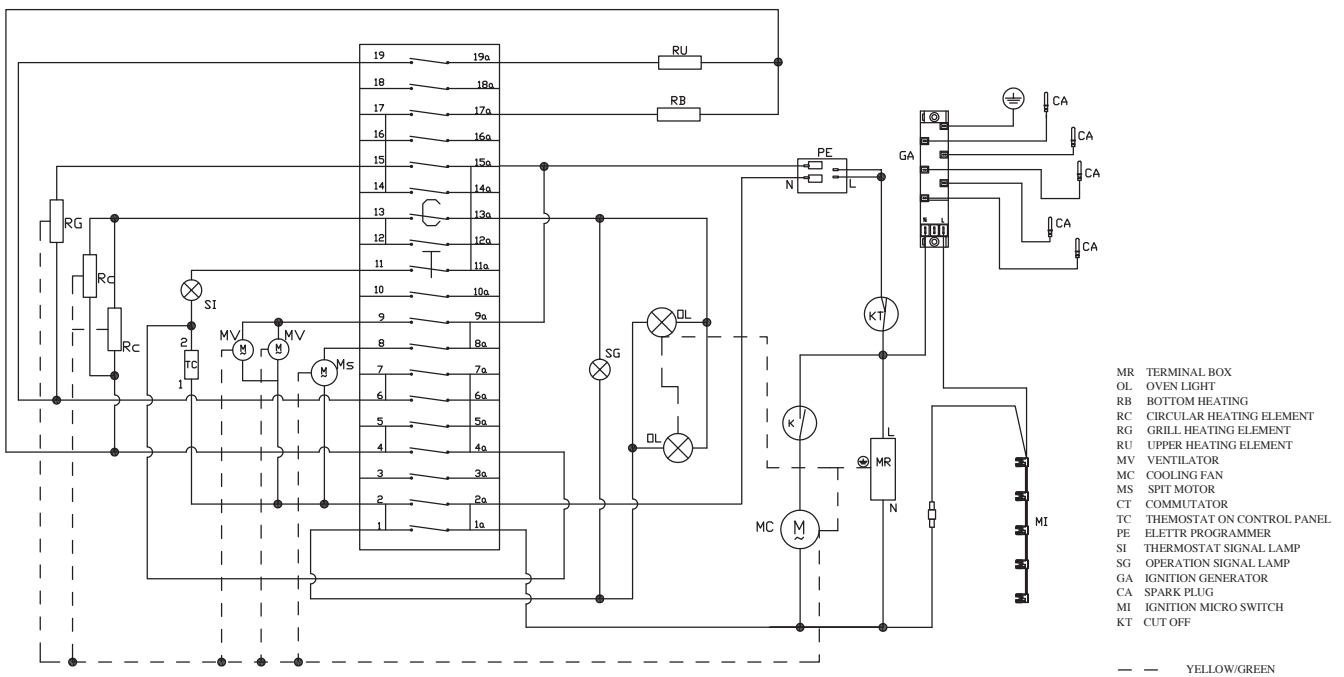 19 19a
18 18a
17 17a
16 16a
15 15a
14 14a
13 13a
12 12a
11 11a
10 10a
9 9a
8 8a
7 7a
6 6a
5 5a
4 4a
3 3a
2 2a
1 1a
C
T
RU
RB
PE
N L
GA
N L
CA
CA
CA
CA
CA
RG
Rc
Rc
SI
2
TC
1
MV
M
~
MV
M
~
Ms
M
~
SG
OL
OL
KT
K
L
MR
N
MC
M
~
MI
MR TERMINAL BOX
OL OVEN LIGHT
RB BOTTOM HEATING
RC CIRCULAR HEATING ELEMENT
RG GRILL HEATING ELEMENT
RU UPPER HEATING ELEMENT
MV VENTILATOR
MC COOLING FAN
MS SPIT MOTOR
CT COMMUTATOR
TC THEMOSTAT ON CONTROL PANEL
PE ELETTR PROGRAMMER
SI THERMOSTAT SIGNAL LAMP
SG OPERATION SIGNAL LAMP
GA IGNITION GENERATOR
CA SPARK PLUG
MI IGNITION MICRO SWITCH
KT CUT OFF
YELLOW/GREEN